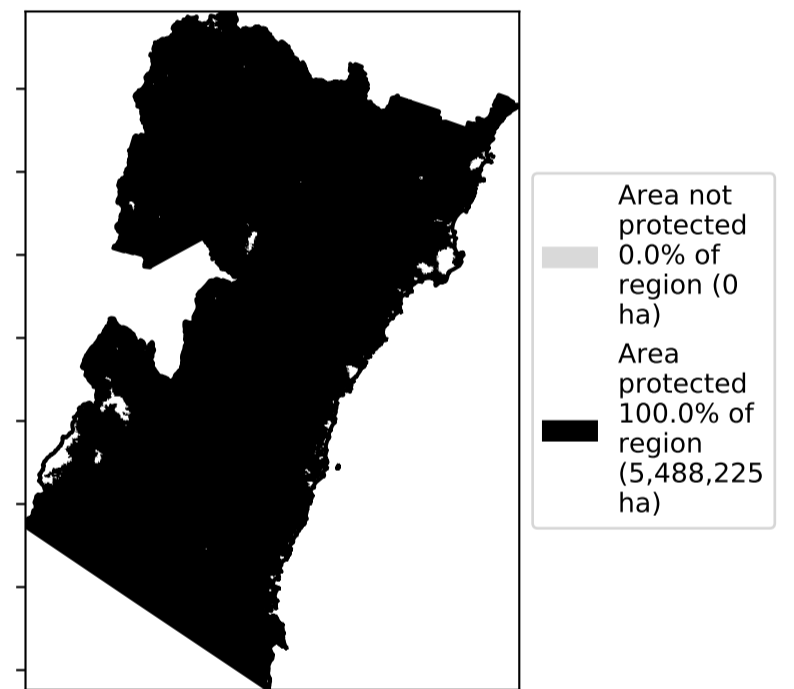 Area not
protected
0.0% of
region (0
ha)
Area
protected
100.0% of
region
(5,488,225
ha)